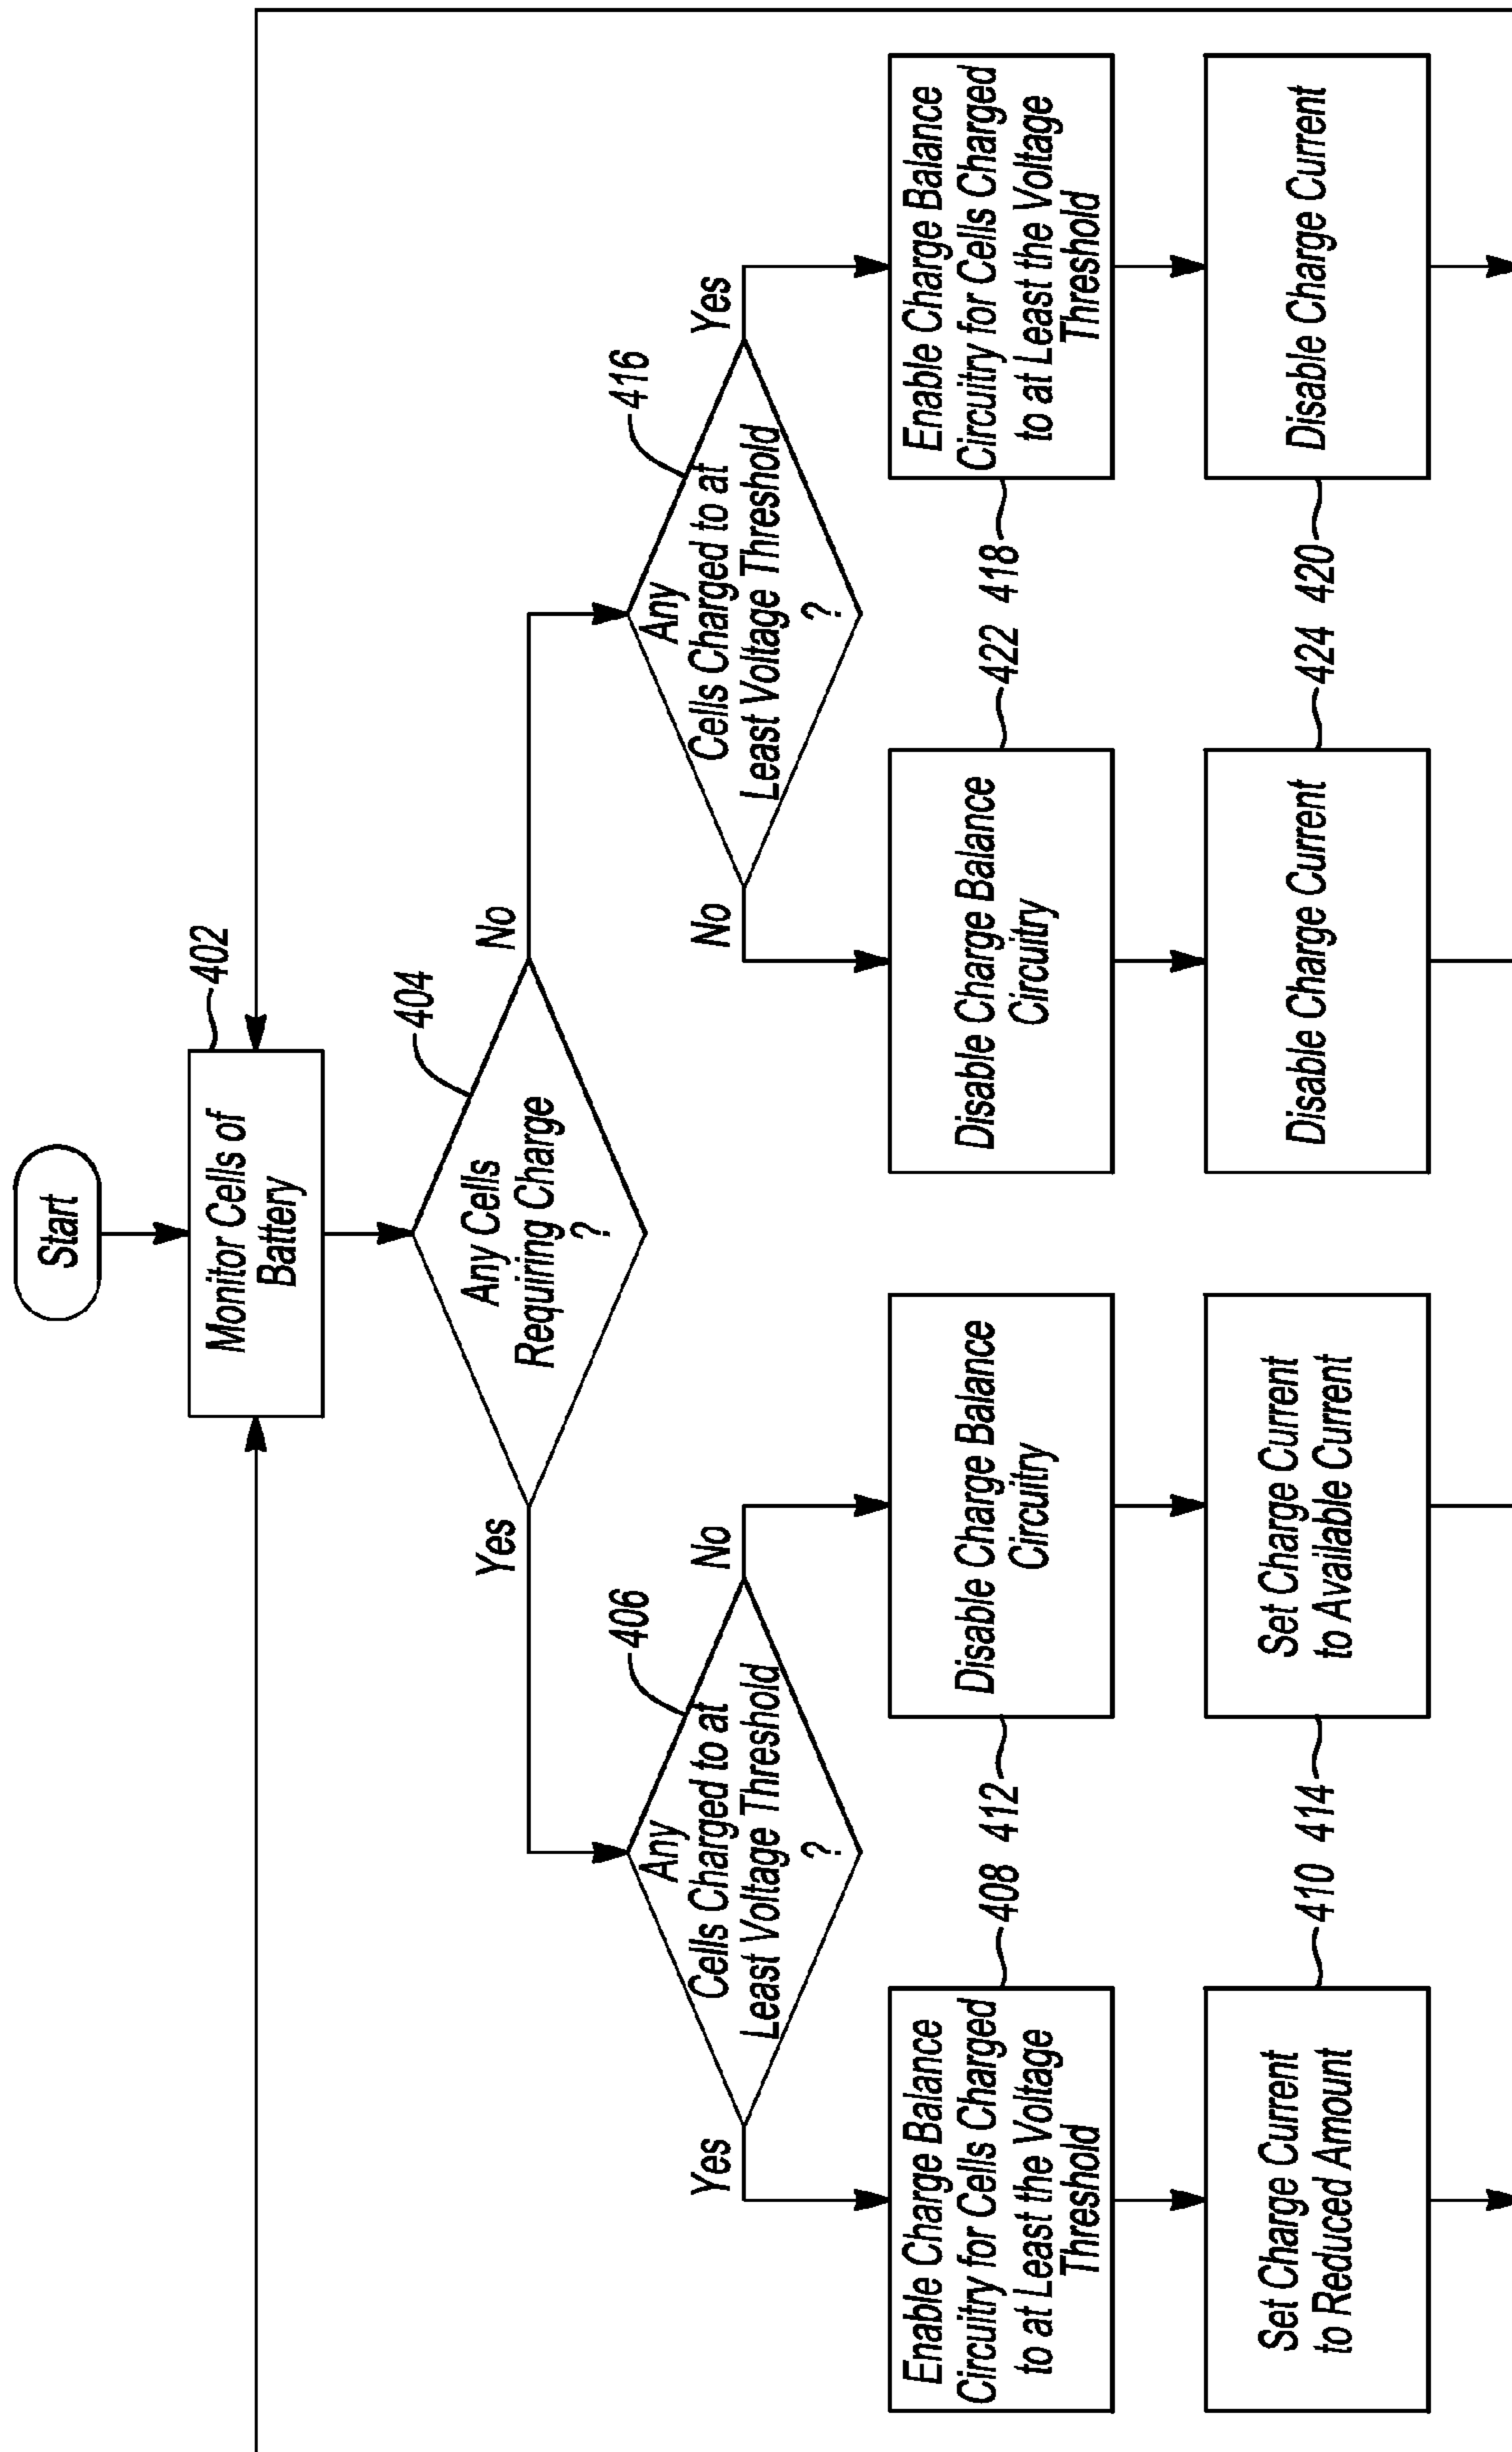 Start
402
Monitor Cells of
Battery
404
Any Cells
Requiring Charge
?
Yes
No
406
Any
Cells Charged to at
Least Voltage Threshold
?
Yes
No
416
Any
Cells Charged to at
Least Voltage Threshold
?
No
Yes
Enable Charge Balance
Circuitry for Cells Charged
to at Least the Voltage
Threshold
408
412
Disable Charge Balance
Circuitry
Disable Charge Balance
Circuitry
422
418
Enable Charge Balance
Circuitry for Cells Charged
to at Least the Voltage
Threshold
Set Charge Current
to Reduced Amount
410
414
Set Charge Current
to Available Current
Disable Charge Current
424
420
Disable Charge Current